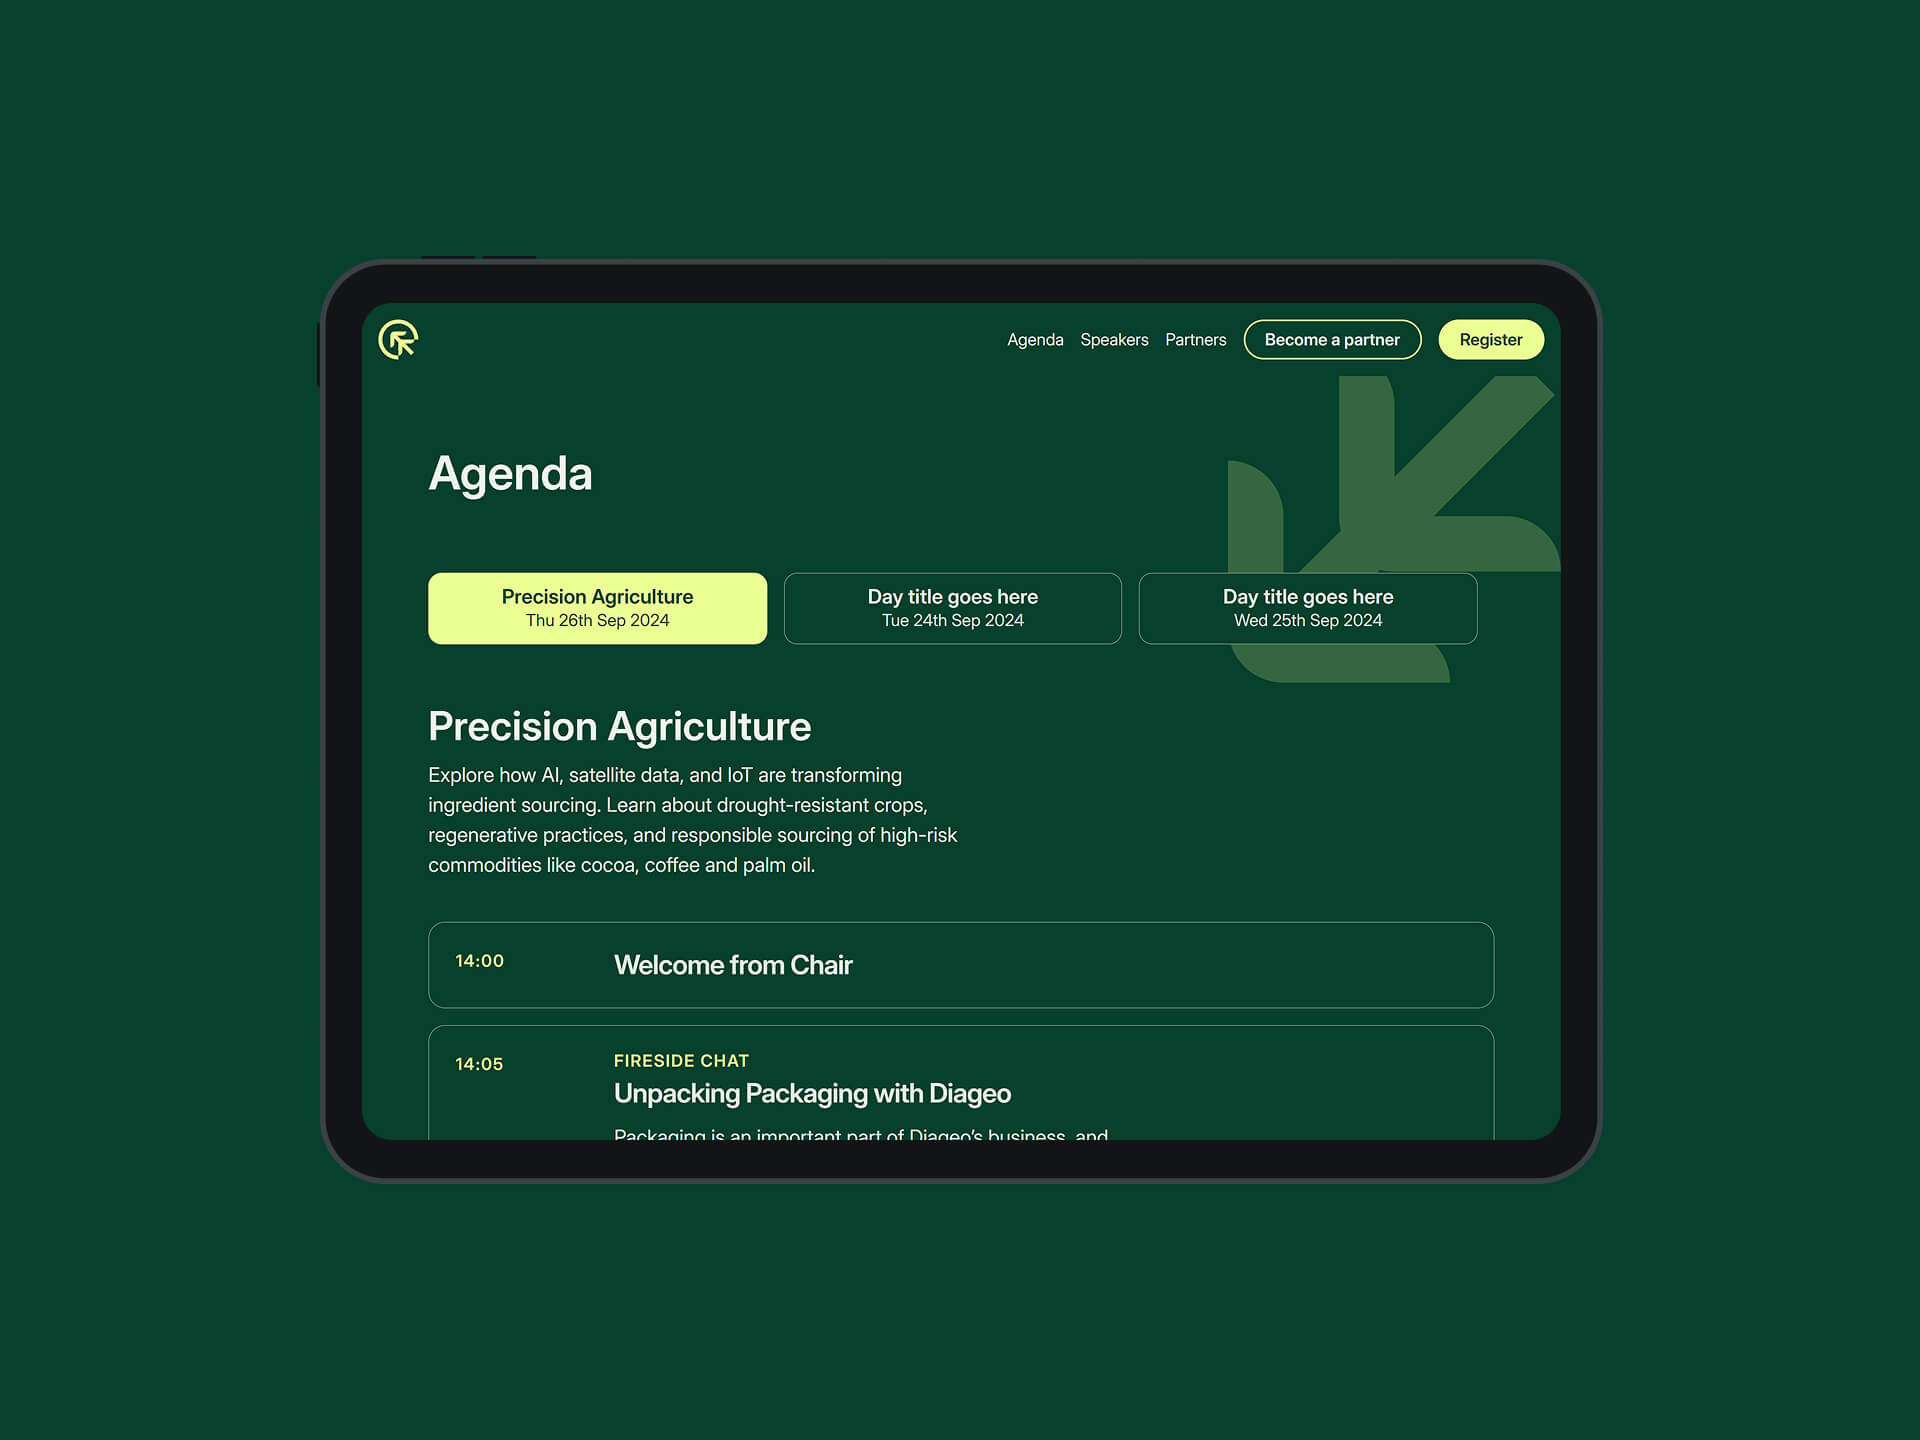 Agenda Speakers Partners Become a partner Register
Agenda
Precision Agriculture
Thu 26th Sep 2024
Day title goes here
Tue 24th Sep 2024
Day title goes here
Wed 25th Sep 2024
Precision Agriculture
Explore how AI, satellite data, and IoT are transforming
ingredient sourcing. Learn about drought-resistant crops,
regenerative practices, and responsible sourcing of high-risk
commodities like cocoa, coffee and palm oil.
14:00 Welcome from Chair
14:05 FIRESIDE CHAT
Unpacking Packaging with Diageo
Packaging is an important part of Diageo’s business, and